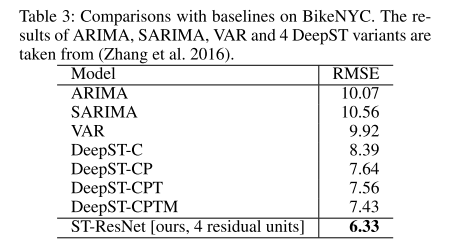 Table 3: Comparisons with baselines on BikeNYC. The re-
sults of ARIMA, SARIMA, VAR and 4 DeepST variants are
taken from (Zhang et al. 2016).
Model RMSE
ARIMA 10.07
SARIMA 10.56
VAR 9.92
DeepST-C 8.39
DeepST-CP 7.64
DeepST-CPT 7.56
DeepST-CPTM 7.43
ST-ResNet [ours, 4 residual units] 6.33